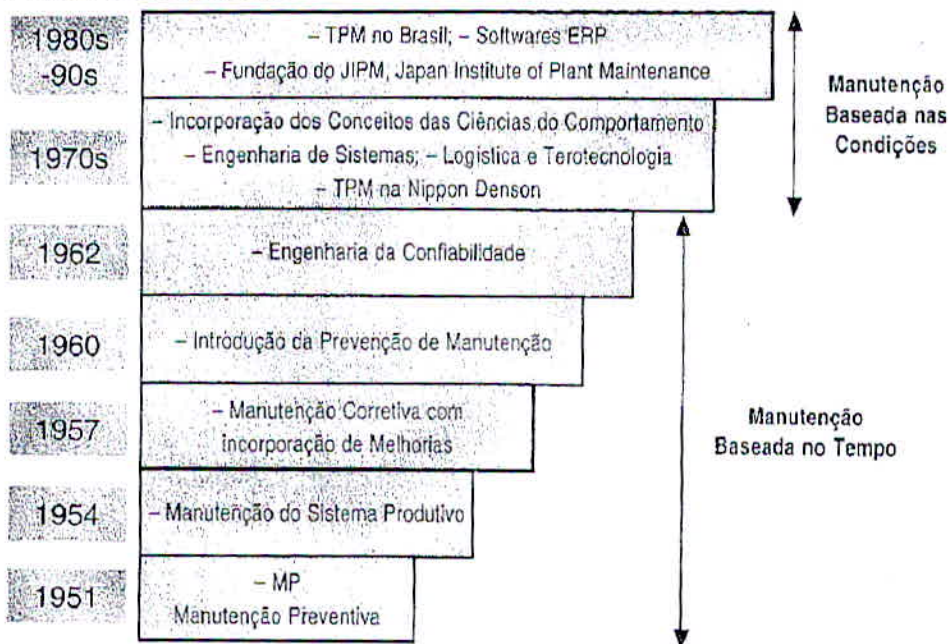 1980s
-90s
– TPM no Brasil; – Softwares ERP
– Fundação do JIPM, Japan Institute of Plant Maintenance
Manutenção
Baseada nas
Condições
1970s
– Incorporação dos Conceitos das Ciências do Comportamento
– Engenharia de Sistemas; – Logística e Terotecnologia
– TPM na Nippon Denson
1962
– Engenharia da Confiabilidade
1960
– Introdução da Prevenção de Manutenção
1957
– Manutenção Corretiva com
incorporação de Melhorias
Manutenção
Baseada no Tempo
1954
– Manutenção do Sistema Produtivo
1951
– MP
Manutenção Preventiva